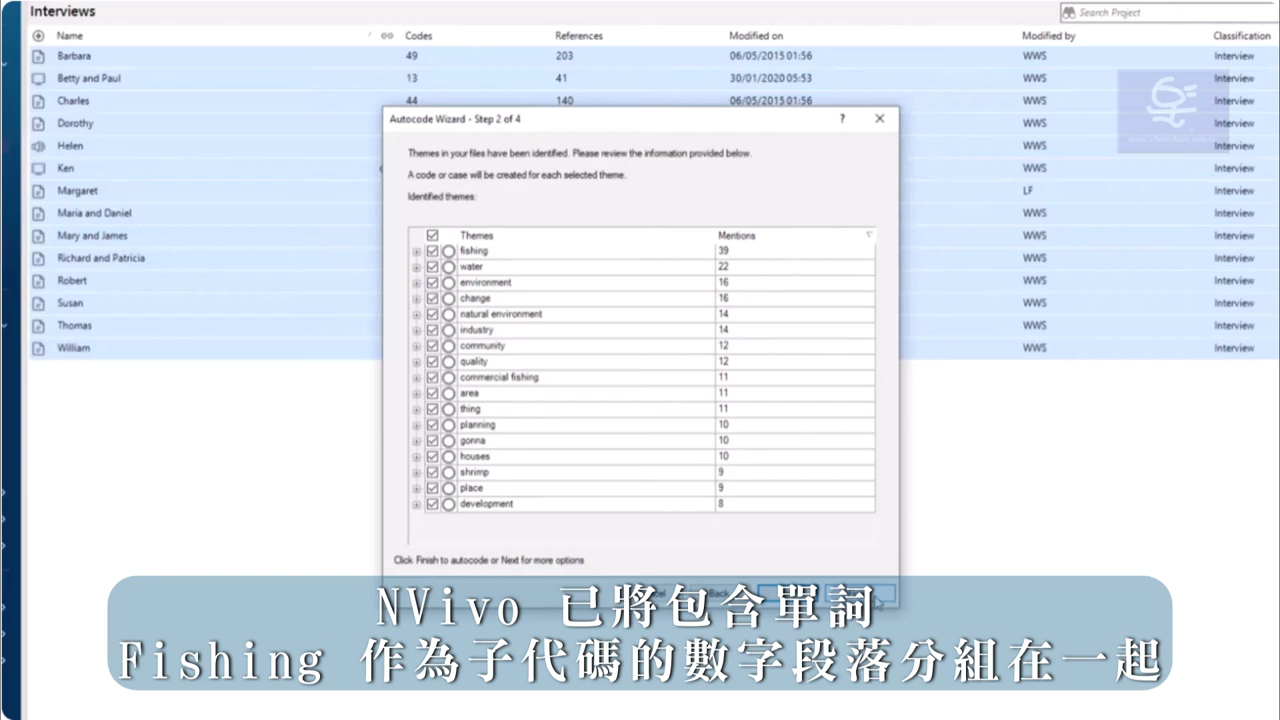 Interviews
Search Project
Name Codes References Modified on Modified by Classification
Barbara 49 203 06/05/2015 01:56 WWS Interview
Betty and Paul 13 41 30/01/2020 05:53 WWS Interview
Charles 44 140 06/05/2015 01:56 WWS Interview
Dorothy WWS Interview
Helen WWS Interview
Ken WWS Interview
Margaret LF Interview
Maria and Daniel WWS Interview
Mary and James WWS Interview
Richard and Patricia WWS Interview
Robert WWS Interview
Susan WWS Interview
Thomas WWS Interview
William WWS Interview
Autocode Wizard - Step 2 of 4 ?
Themes in your files have been identified. Please review the information provided below.
A code or case will be created for each selected theme.
Identified themes:
Themes Mentions
fishing 39
water 22
environment 16
change 16
natural environment 14
industry 14
community 12
quality 12
commercial fishing 11
area 11
thing 11
planning 10
gonna 10
houses 10
shrimp 9
place 9
development 8
Click Finish to autocode or Next for more options
NVivo 已將包含單詞
Fishing 作為子代碼的數字段落分組在一起